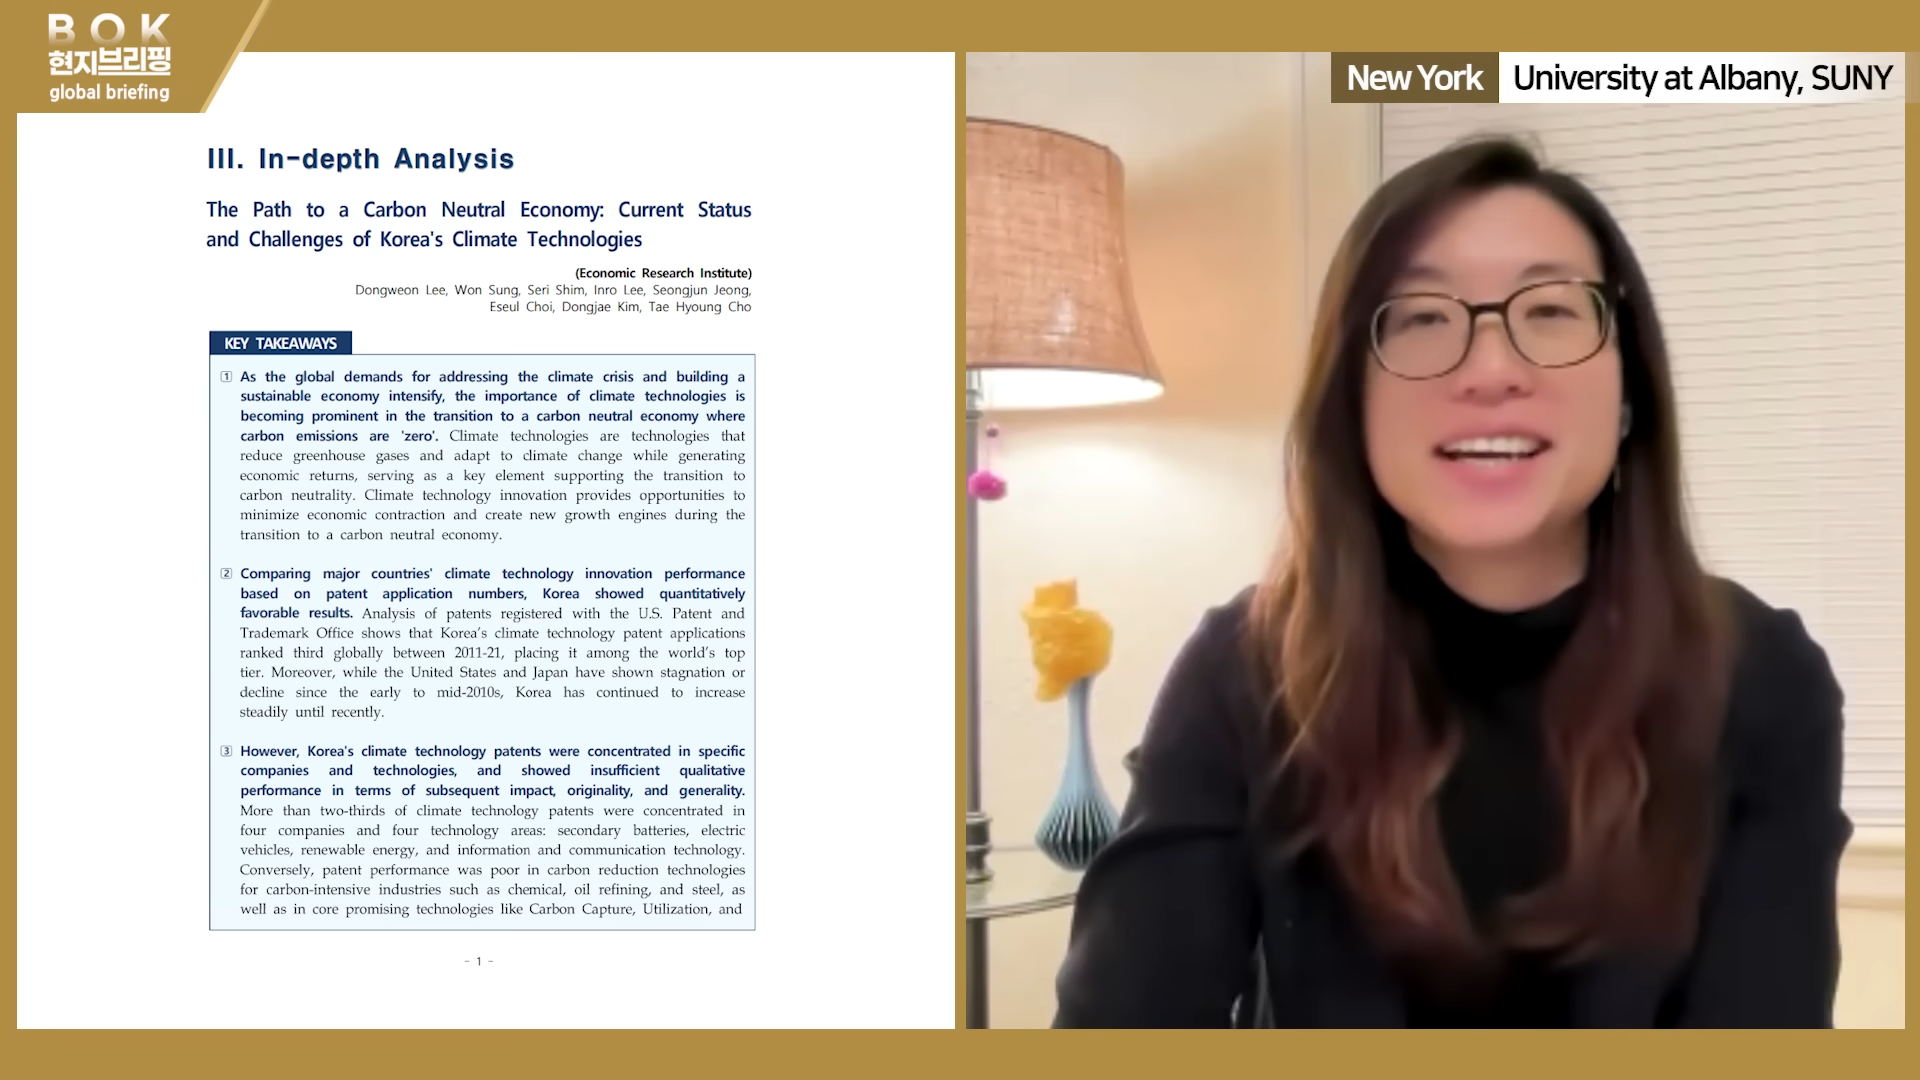 BOK
현지브리핑
global briefing
New York
University at Albany, SUNY
III. In-depth Analysis
The Path to a Carbon Neutral Economy: Current Status
and Challenges of Korea's Climate Technologies
(Economic Research Institute)
Dongweon Lee, Won Sung, Seri Shim, Inro Lee, Seongjun Jeong,
Eseul Choi, Dongjae Kim, Tae Hyoung Cho
KEY TAKEAWAYS
① As the global demands for addressing the climate crisis and building a
sustainable economy intensify, the importance of climate technologies is
becoming prominent in the transition to a carbon neutral economy where
carbon emissions are 'zero'. Climate technologies are technologies that
reduce greenhouse gases and adapt to climate change while generating
economic returns, serving as a key element supporting the transition to
carbon neutrality. Climate technology innovation provides opportunities to
minimize economic contraction and create new growth engines during the
transition to a carbon neutral economy.
② Comparing major countries' climate technology innovation performance
based on patent application numbers, Korea showed quantitatively
favorable results. Analysis of patents registered with the U.S. Patent and
Trademark Office shows that Korea's climate technology patent applications
ranked third globally between 2011-21, placing it among the world's top
tier. Moreover, while the United States and Japan have shown stagnation or
decline since the early to mid-2010s, Korea has continued to increase
steadily until recently.
③ However, Korea's climate technology patents were concentrated in specific
companies and technologies, and showed insufficient qualitative
performance in terms of subsequent impact, originality, and generality.
More than two-thirds of climate technology patents were concentrated in
four companies and four technology areas: secondary batteries, electric
vehicles, renewable energy, and information and communication technology.
Conversely, patent performance was poor in carbon reduction technologies
for carbon-intensive industries such as chemical, oil refining, and steel, as
well as in core promising technologies like Carbon Capture, Utilization, and
- 1 -